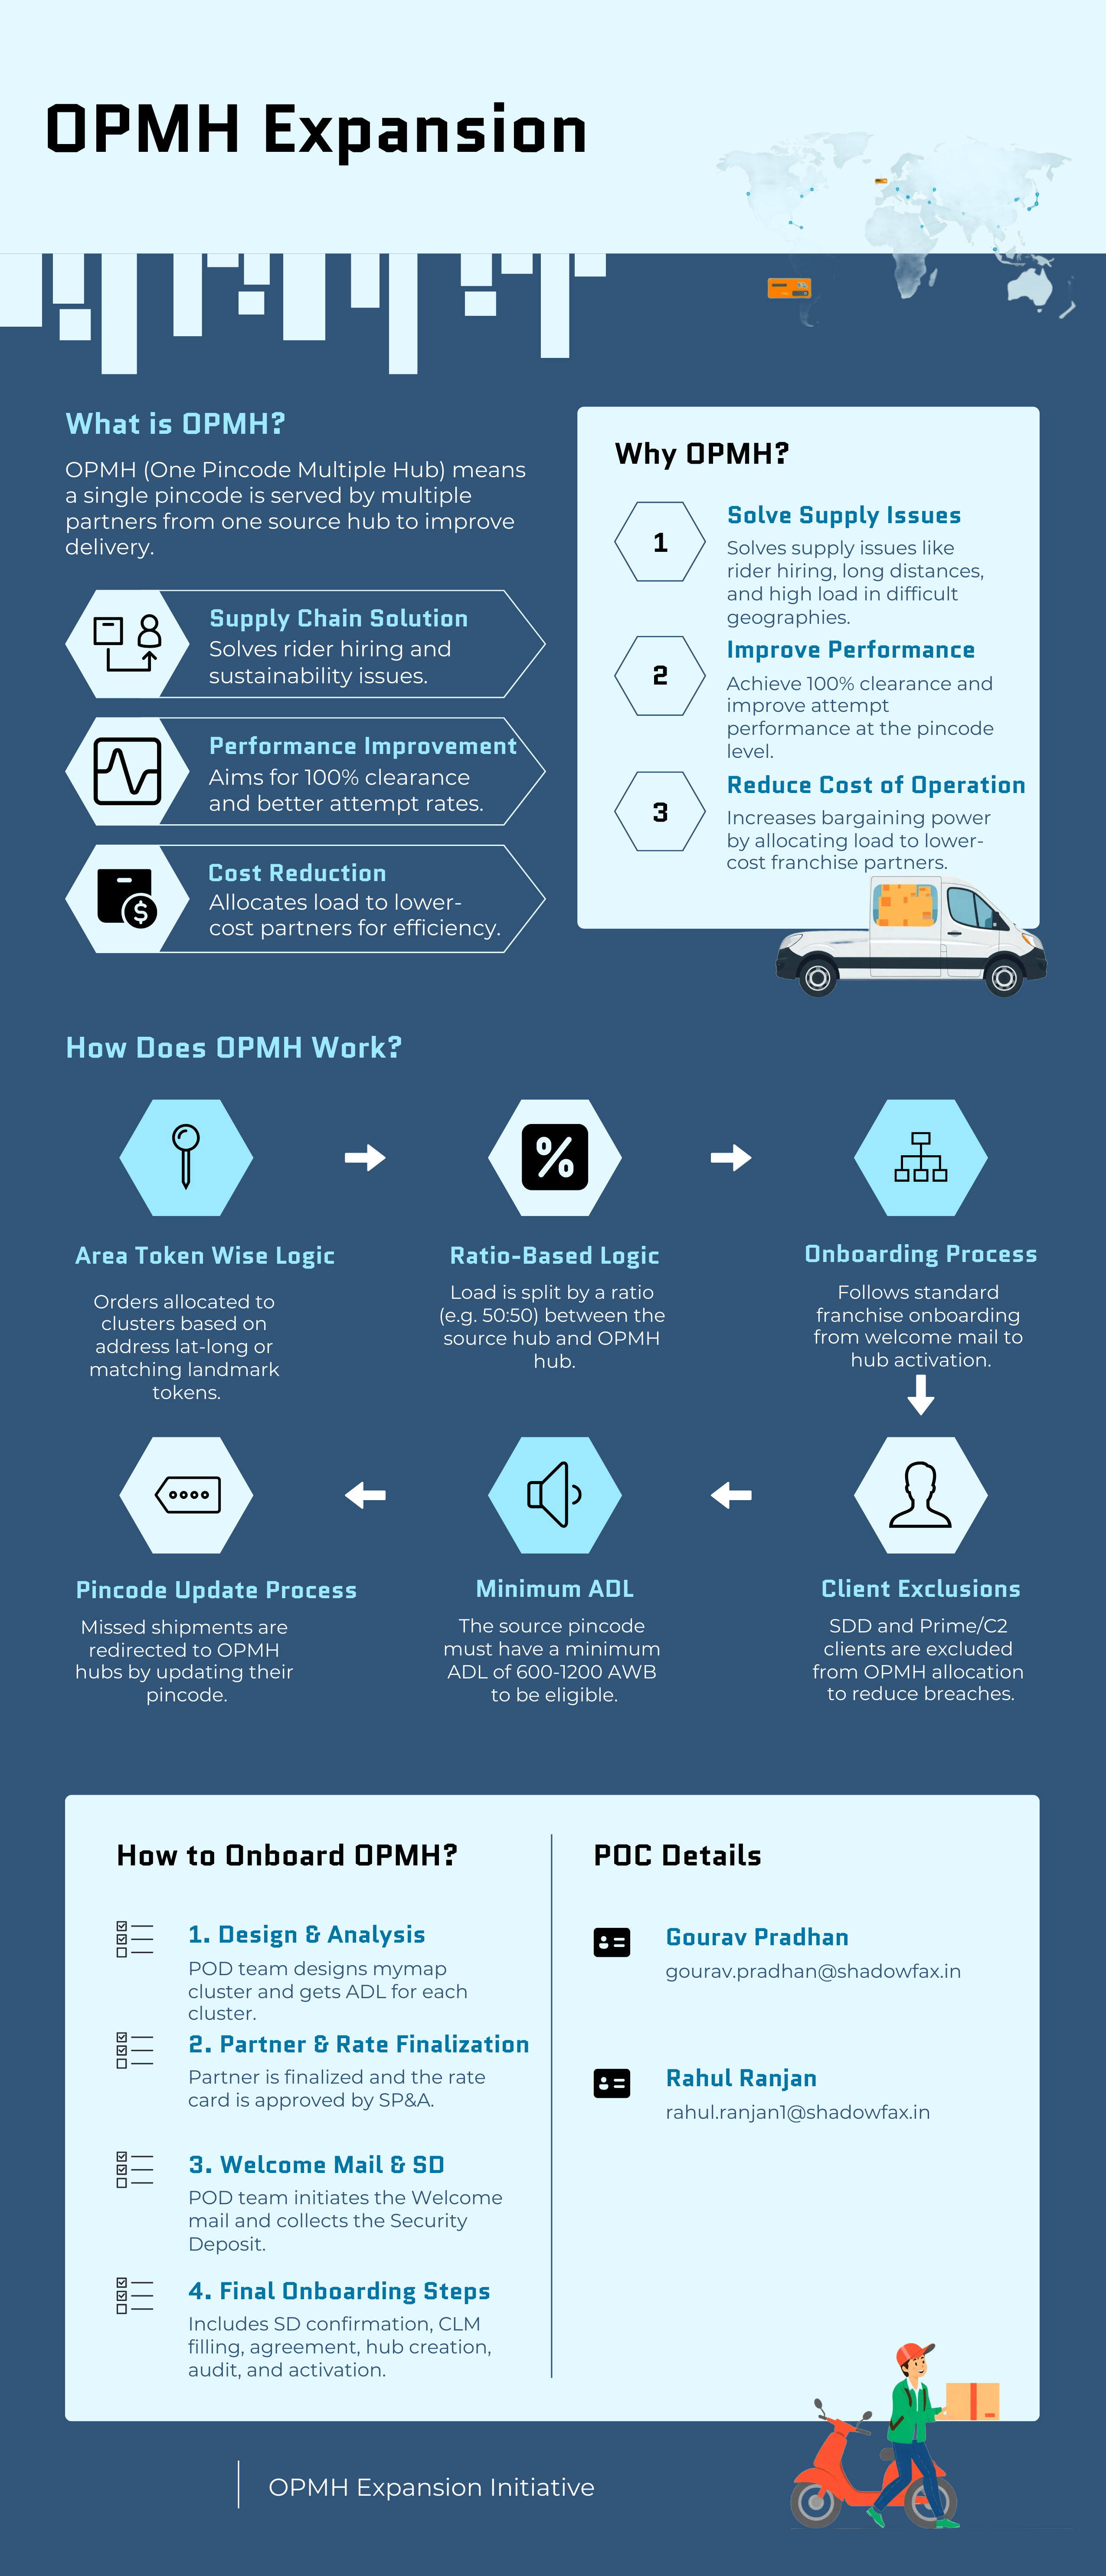 OPMH Expansion
What is OPMH?
OPMH (One Pincode Multiple Hub) means
a single pincode is served by multiple
partners from one source hub to improve
delivery.
Supply Chain Solution
Solves rider hiring and
sustainability issues.
Performance Improvement
Aims for 100% clearance
and better attempt rates.
Cost Reduction
Allocates load to lower-
cost partners for efficiency.
Why OPMH?
1
Solve Supply Issues
Solves supply issues like
rider hiring, long distances,
and high load in difficult
geographies.
2
Improve Performance
Achieve 100% clearance and
improve attempt
performance at the pincode
level.
3
Reduce Cost of Operation
Increases bargaining power
by allocating load to lower-
cost franchise partners.
How Does OPMH Work?
Area Token Wise Logic
Orders allocated to
clusters based on
address lat-long or
matching landmark
tokens.
%
Ratio-Based Logic
Load is split by a ratio
(e.g. 50:50) between the
source hub and OPMH
hub.
Onboarding Process
Follows standard
franchise onboarding
from welcome mail to
hub activation.
Pincode Update Process
Missed shipments are
redirected to OPMH
hubs by updating their
pincode.
Minimum ADL
The source pincode
must have a minimum
ADL of 600-1200 AWB
to be eligible.
Client Exclusions
SDD and Prime/C2
clients are excluded
from OPMH allocation
to reduce breaches.
How to Onboard OPMH?
1. Design & Analysis
POD team designs mymap
cluster and gets ADL for each
cluster.
2. Partner & Rate Finalization
Partner is finalized and the rate
card is approved by SP&A.
3. Welcome Mail & SD
POD team initiates the Welcome
mail and collects the Security
Deposit.
4. Final Onboarding Steps
Includes SD confirmation, CLM
filling, agreement, hub creation,
audit, and activation.
POC Details
Gourav Pradhan
gourav.pradhan@shadowfax.in
Rahul Ranjan
rahul.ranjan1@shadowfax.in
OPMH Expansion Initiative